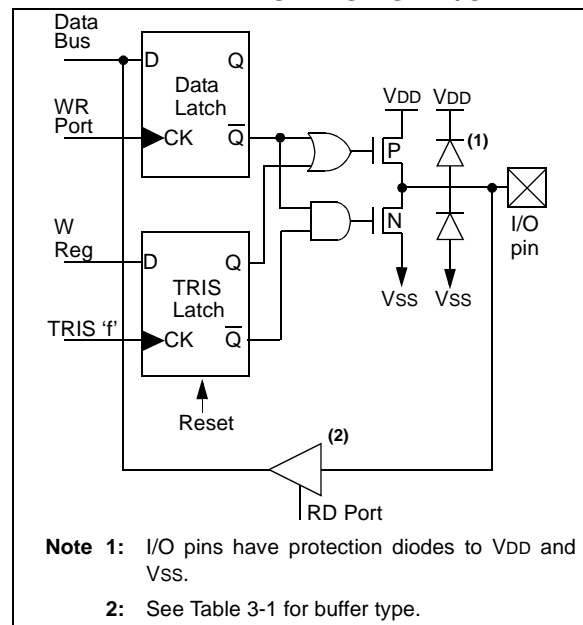 Data
Bus
D
Q
VDD
VDD
Data
Latch
WR
Port
CK
Q
P
(1)
I/O
pin
N
W
Reg
D
Q
TRIS
Latch
VSS
VSS
TRIS ‘f’
CK
Q
Reset
(2)
RD Port
Note 1: I/O pins have protection diodes to VDD and
VSS.
2: See Table 3-1 for buffer type.